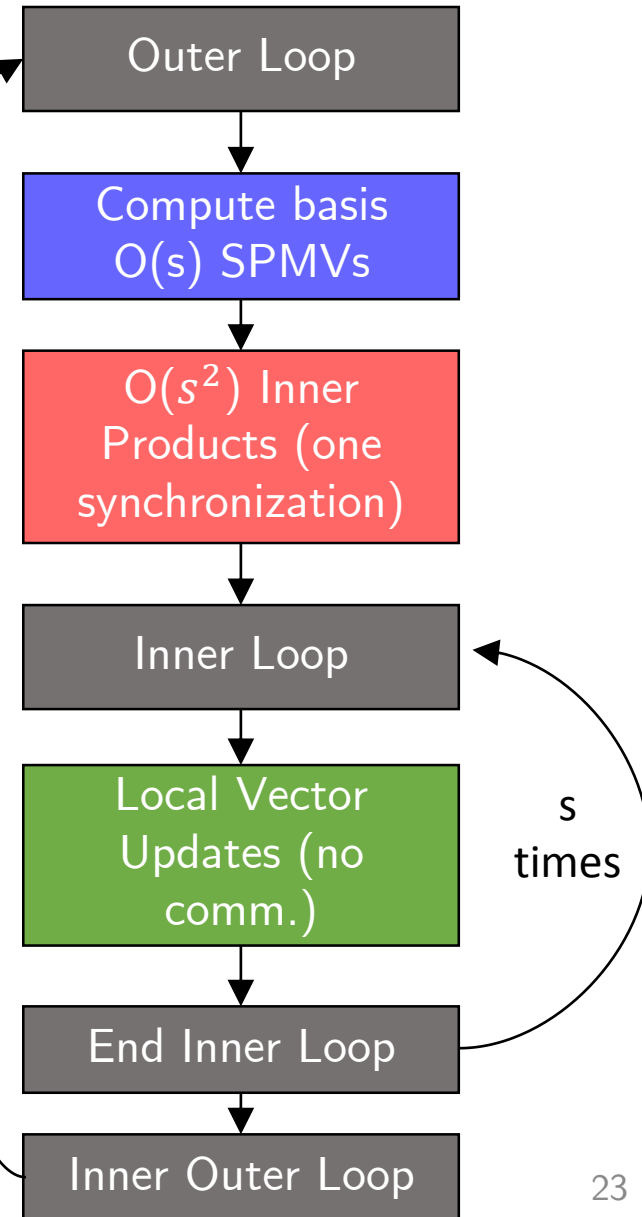 Outer Loop
Compute basis
O(s) SPMVs
O(s²) Inner
Products (one
synchronization)
Inner Loop
Local Vector
Updates (no
comm.)
s
times
End Inner Loop
Inner Outer Loop
23